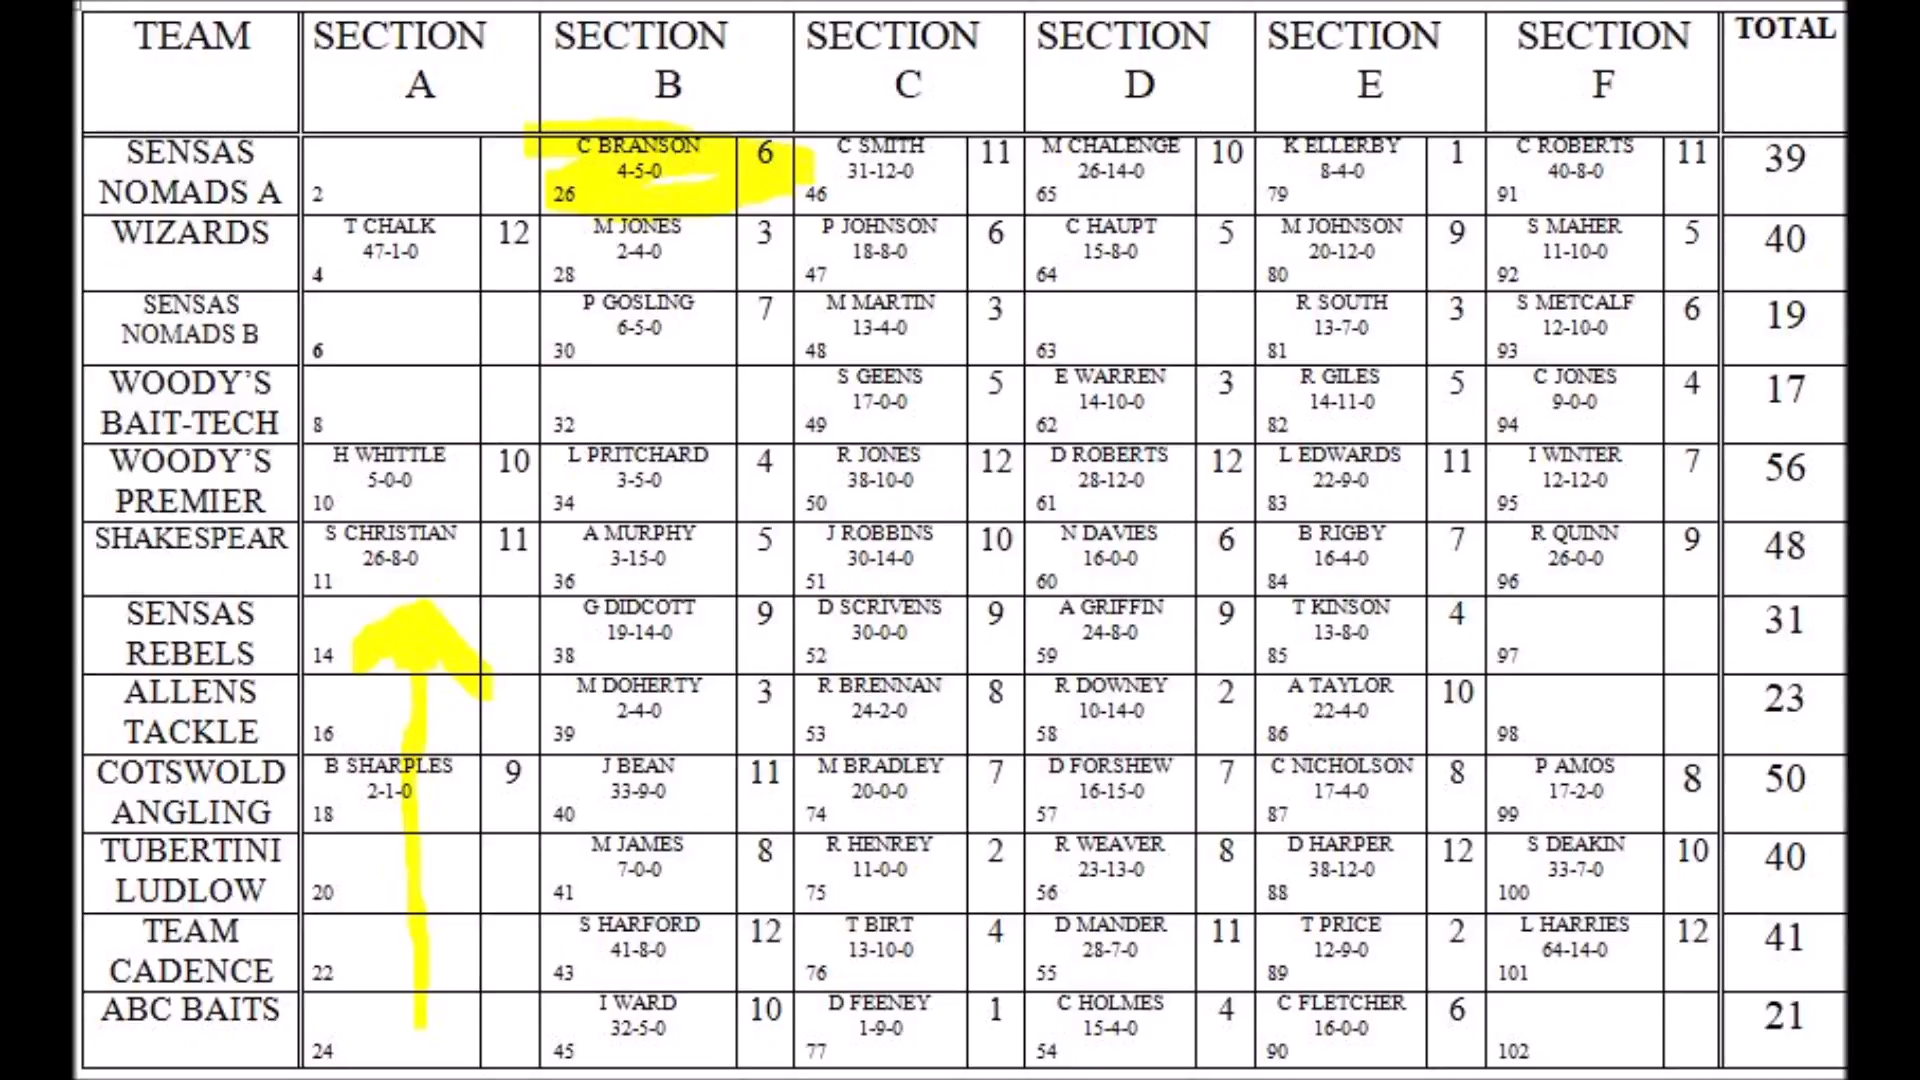 TEAM SECTION A SECTION B SECTION C SECTION D SECTION E SECTION F TOTAL
SENSAS NOMADS A 2 C BRANSON 4-5-0 26 6 C SMITH 31-12-0 46 11 M CHALENGE 26-14-0 65 10 K ELLERBY 8-4-0 79 1 C ROBERTS 40-8-0 91 11 39
WIZARDS T CHALK 47-1-0 4 12 M JONES 2-4-0 28 3 P JOHNSON 18-8-0 47 6 C HAUPT 15-8-0 64 5 M JOHNSON 20-12-0 80 9 S MAHER 11-10-0 92 5 40
SENSAS NOMADS B 6 P GOSLING 6-5-0 30 7 M MARTIN 13-4-0 48 3 63 R SOUTH 13-7-0 81 3 S METCALF 12-10-0 93 6 19
WOODY'S BAIT-TECH 8 32 S GEENS 17-0-0 49 5 E WARREN 14-10-0 62 3 R GILES 14-11-0 82 5 C JONES 9-0-0 94 4 17
WOODY'S PREMIER H WHITTLE 5-0-0 10 10 L PRITCHARD 3-5-0 34 4 R JONES 38-10-0 50 12 D ROBERTS 28-12-0 61 12 L EDWARDS 22-9-0 83 11 I WINTER 12-12-0 95 7 56
SHAKESPEAR S CHRISTIAN 26-8-0 11 11 A MURPHY 3-15-0 36 5 J ROBBINS 30-14-0 51 10 N DAVIES 16-0-0 60 6 B RIGBY 16-4-0 84 7 R QUINN 26-0-0 96 9 48
SENSAS REBELS 14 G DIDCOTT 19-14-0 38 9 D SCRIVENS 30-0-0 52 9 A GRIFFIN 24-8-0 59 9 T KINSON 13-8-0 85 4 97 31
ALLENS TACKLE 16 M DOHERTY 2-4-0 39 3 R BRENNAN 24-2-0 53 8 R DOWNEY 10-14-0 58 2 A TAYLOR 22-4-0 86 10 98 23
COTSWOLD ANGLING B SHARPLES 2-1-0 18 9 J BEAN 33-9-0 40 11 M BRADLEY 20-0-0 74 7 D FORSHEW 16-15-0 57 7 C NICHOLSON 17-4-0 87 8 P AMOS 17-2-0 99 8 50
TUBERTINI LUDLOW 20 M JAMES 7-0-0 41 8 R HENREY 11-0-0 75 2 R WEAVER 23-13-0 56 8 D HARPER 38-12-0 88 12 S DEAKIN 33-7-0 100 10 40
TEAM CADENCE 22 S HARFORD 41-8-0 43 12 T BIRT 13-10-0 76 4 D MANDER 28-7-0 55 11 T PRICE 12-9-0 89 2 L HARRIES 64-14-0 101 12 41
ABC BAITS 24 I WARD 32-5-0 45 10 D FEENEY 1-9-0 77 1 C HOLMES 15-4-0 54 4 C FLETCHER 16-0-0 90 6 102 21